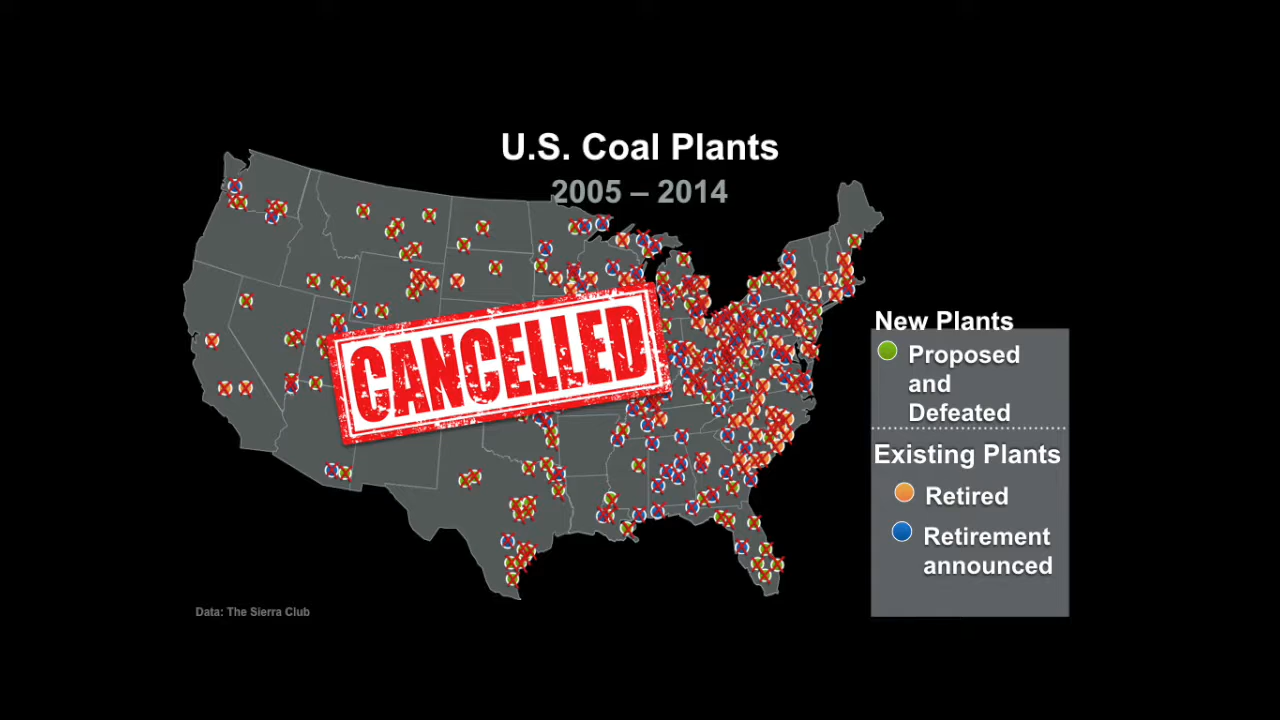 U.S. Coal Plants
2005 – 2014
CANCELLED
New Plants
Proposed
and
Defeated
Existing Plants
Retired
Retirement
announced
Data: The Sierra Club